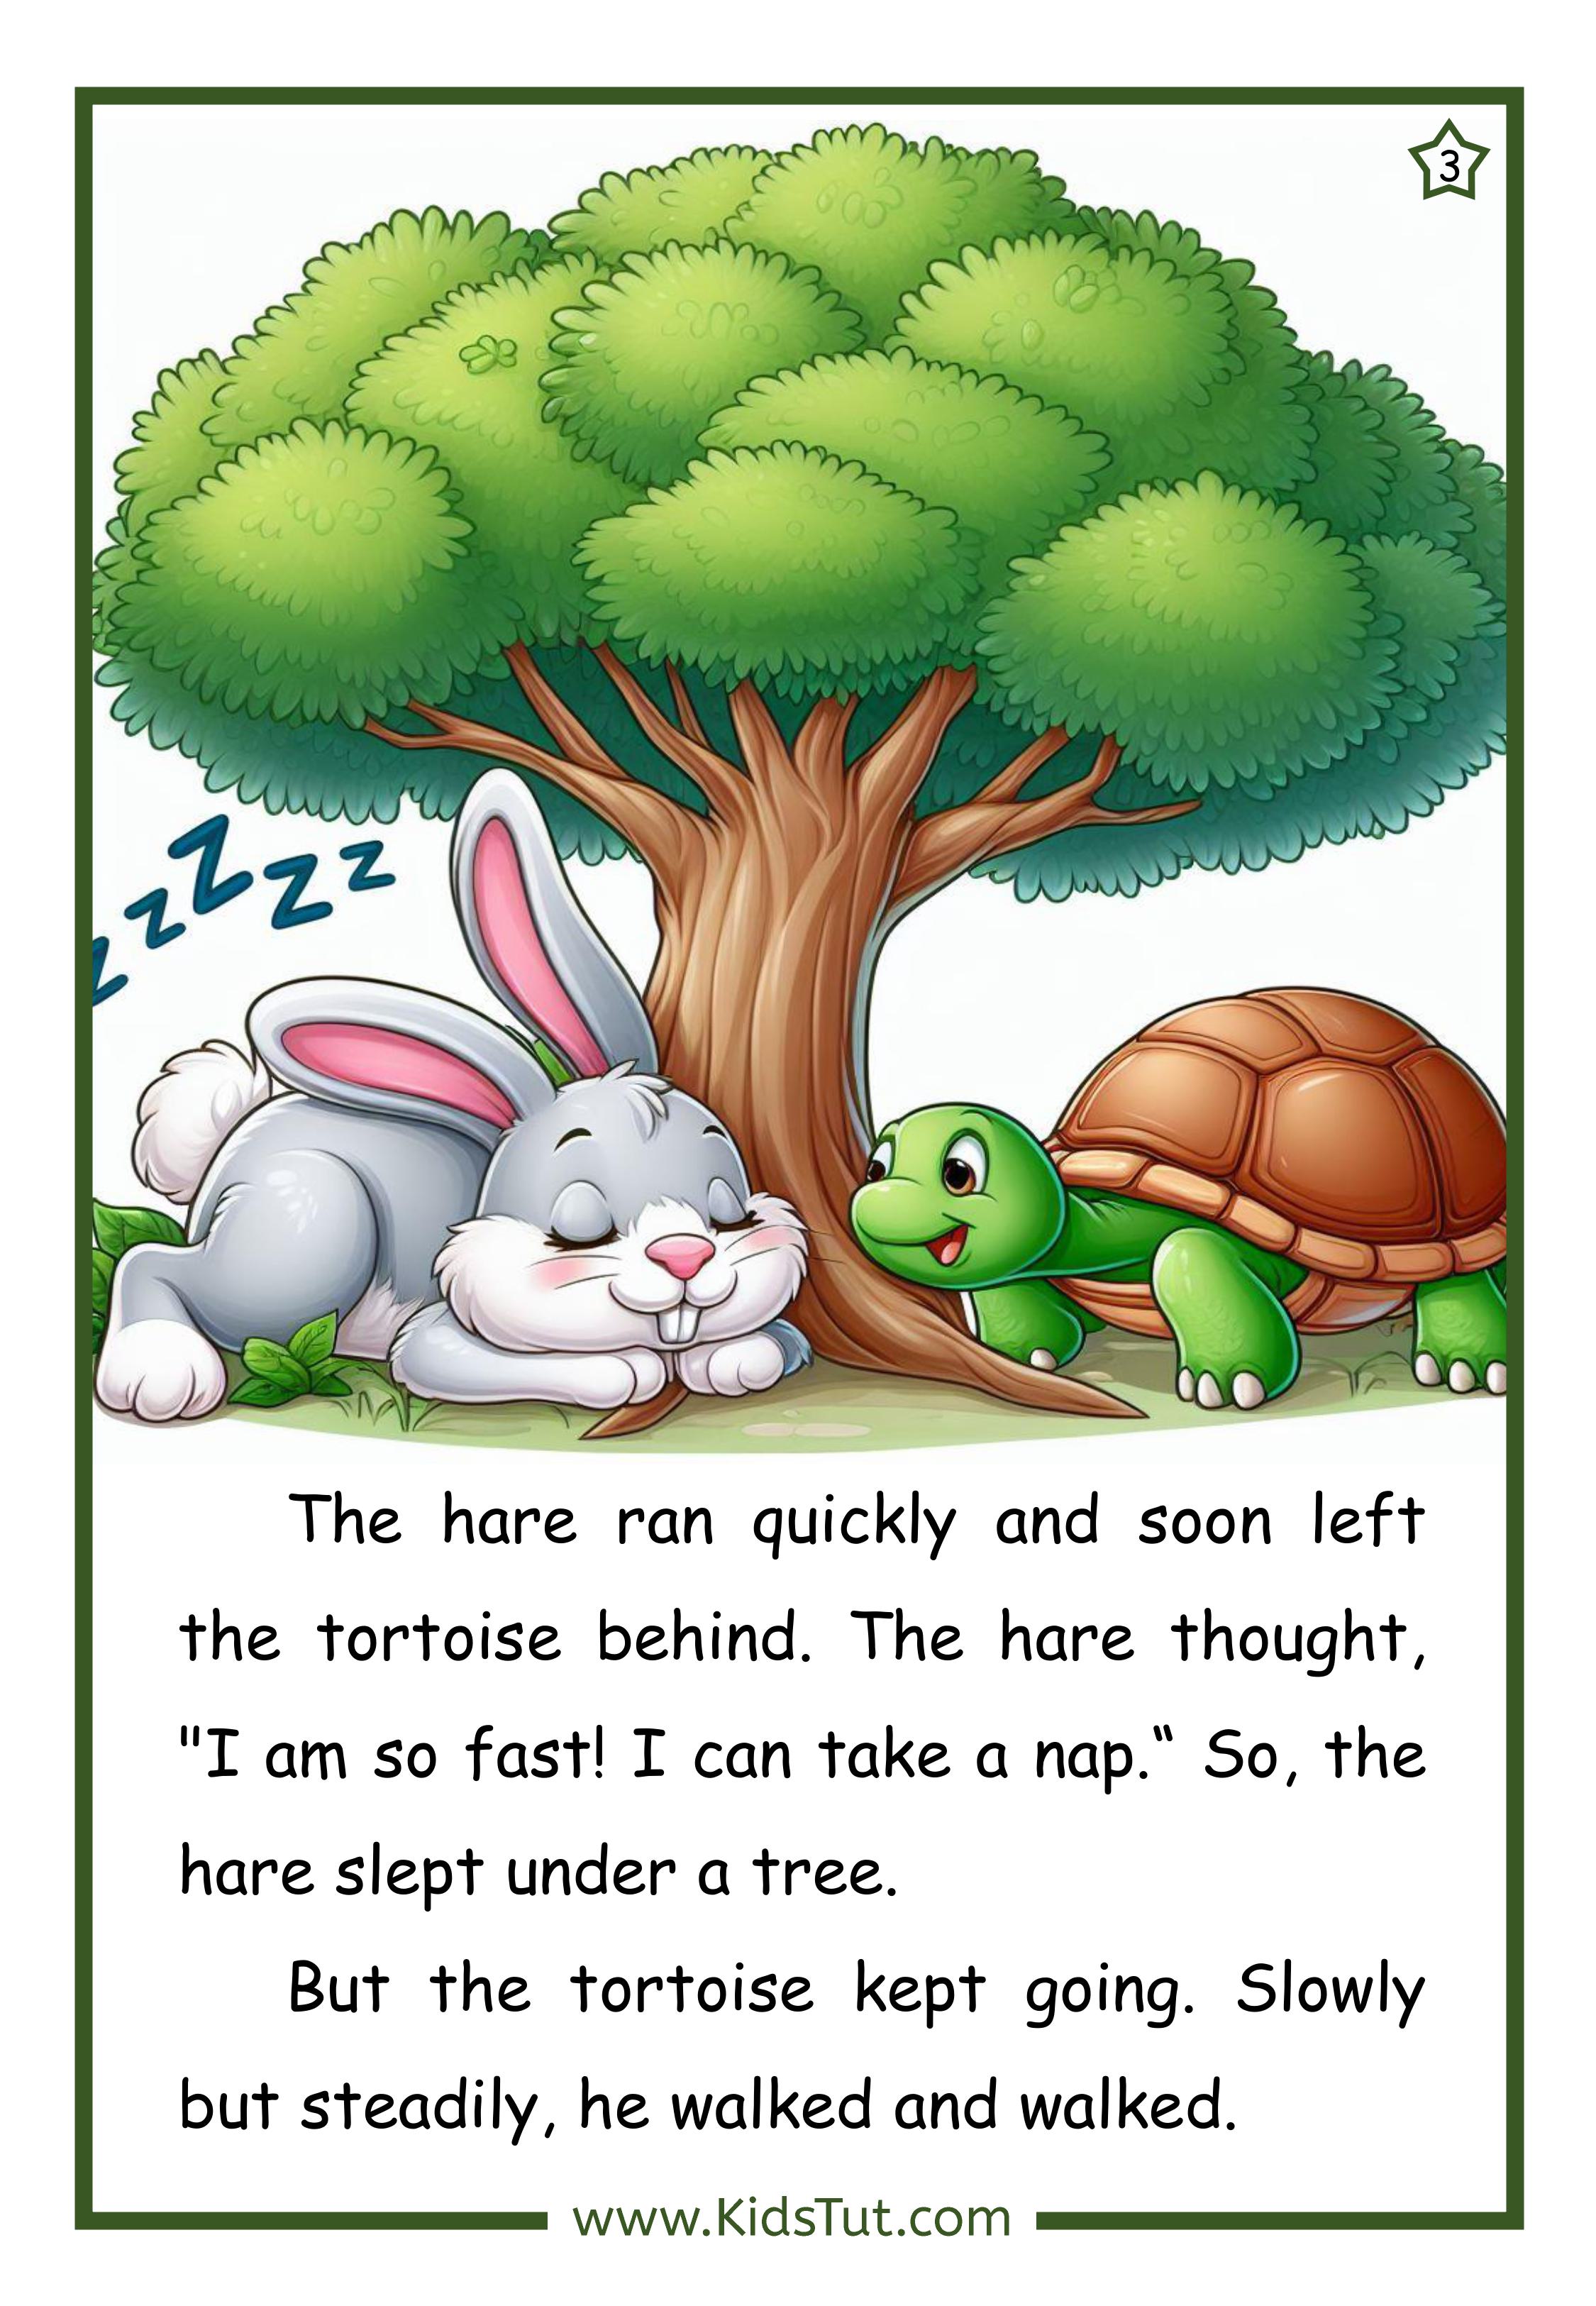 3
zzzzz
The hare ran quickly and soon left
the tortoise behind. The hare thought,
"I am so fast! I can take a nap.“ So, the
hare slept under a tree.
But the tortoise kept going. Slowly
but steadily, he walked and walked.
www.KidsTut.com